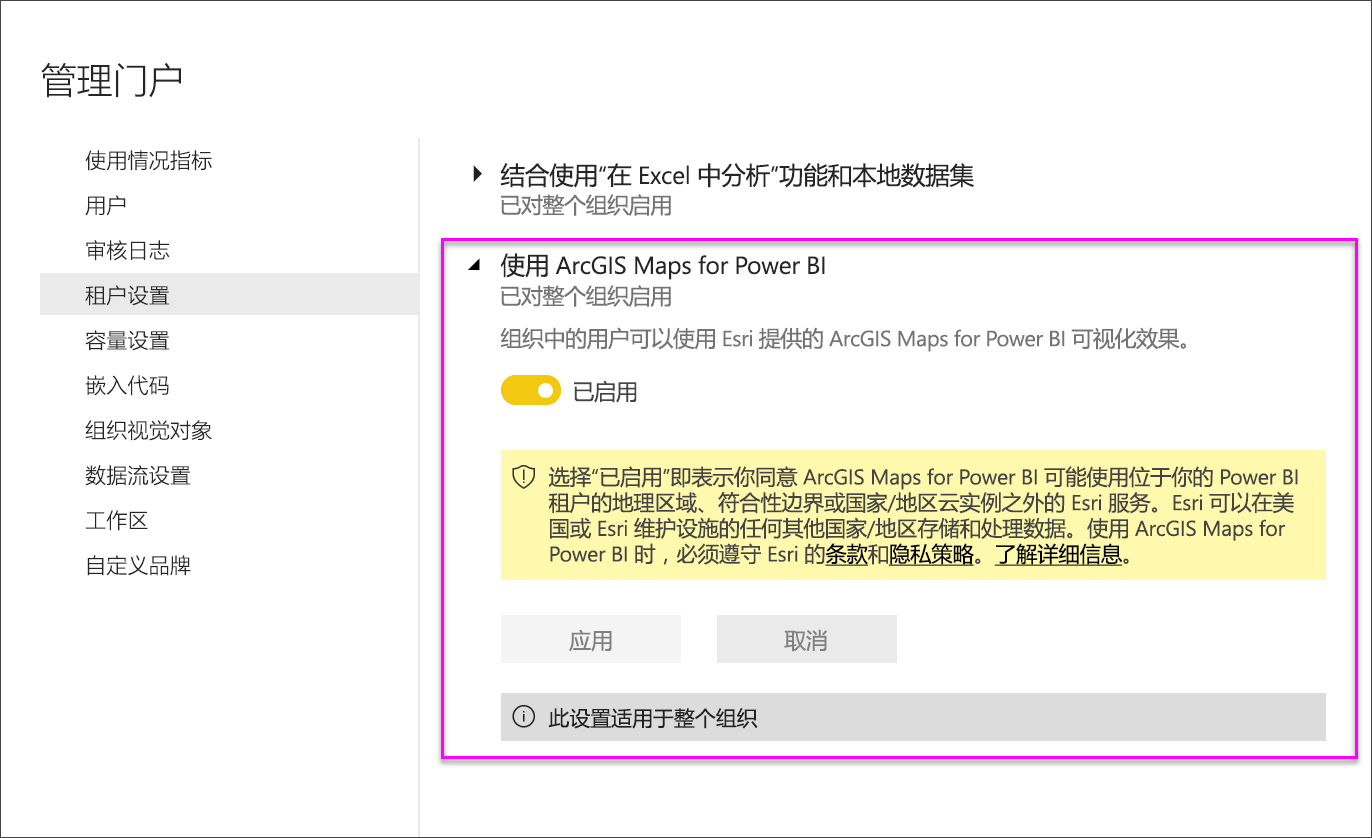 管理门户
使用情况指标
用户
审核日志
租户设置
容量设置
嵌入代码
组织视觉对象
数据流设置
工作区
自定义品牌
结合使用“在 Excel 中分析”功能和本地数据集
已对整个组织启用
使用 ArcGIS Maps for Power BI
已对整个组织启用
组织中的用户可以使用 Esri 提供的 ArcGIS Maps for Power BI 可视化效果。
已启用
选择“已启用”即表示你同意 ArcGIS Maps for Power BI 可能使用位于你的 Power BI
租户的地理区域、符合性边界或国家/地区云实例之外的 Esri 服务。Esri 可以在美
国或 Esri 维护设施的任何其他国家/地区存储和处理数据。使用 ArcGIS Maps for
Power BI 时，必须遵守 Esri 的条款和隐私策略。了解详细信息。
应用
取消
此设置适用于整个组织